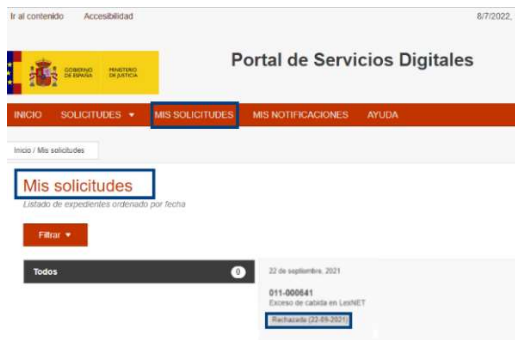 Ir al contenido Accesibilidad 8/7/2022,
GOBIERNO DE ESPAÑA MINISTERIO DE JUSTICIA
Portal de Servicios Digitales
INICIO SOLICITUDES MIS SOLICITUDES MIS NOTIFICACIONES AYUDA
Inicio / Mis solicitudes
Mis solicitudes
Listado de expedientes ordenado por fecha
Filtrar
Todos 0
22 de septiembre, 2021
011-000641
Exceso de cabida en LexNET
Rechazada (22-09-2021)